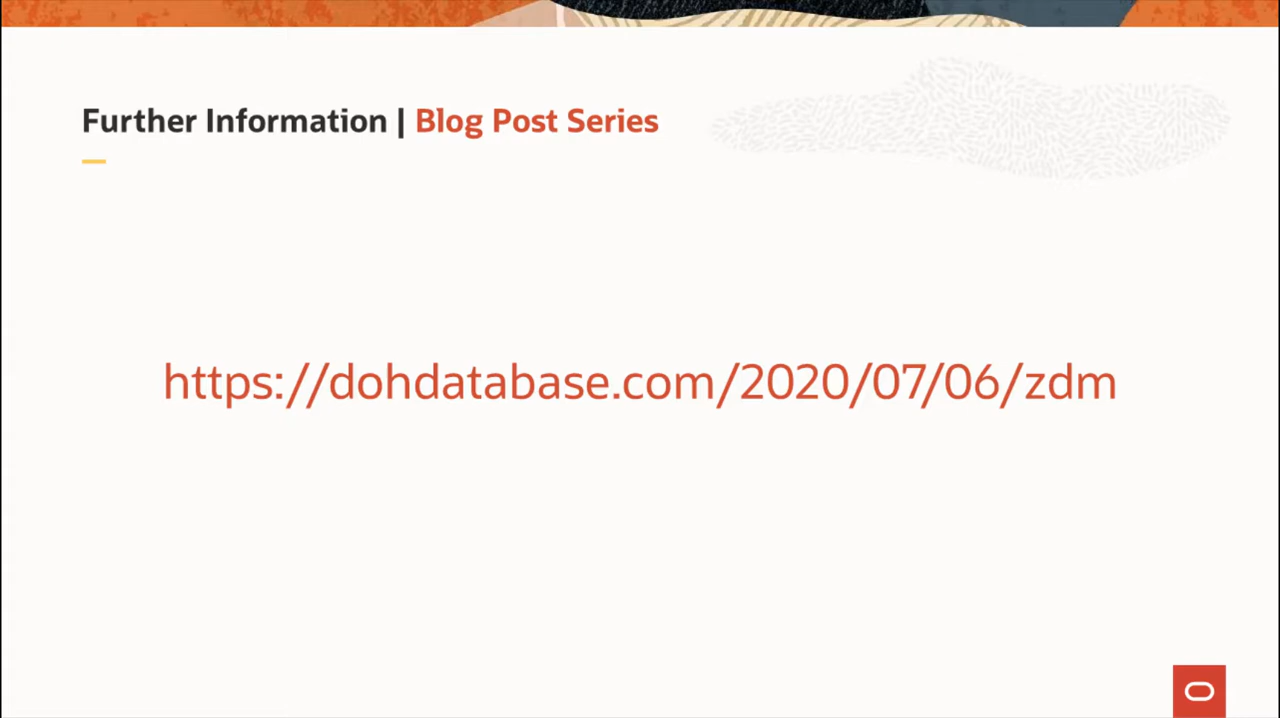 Further Information | Blog Post Series
https://dohdatabase.com/2020/07/06/zdm